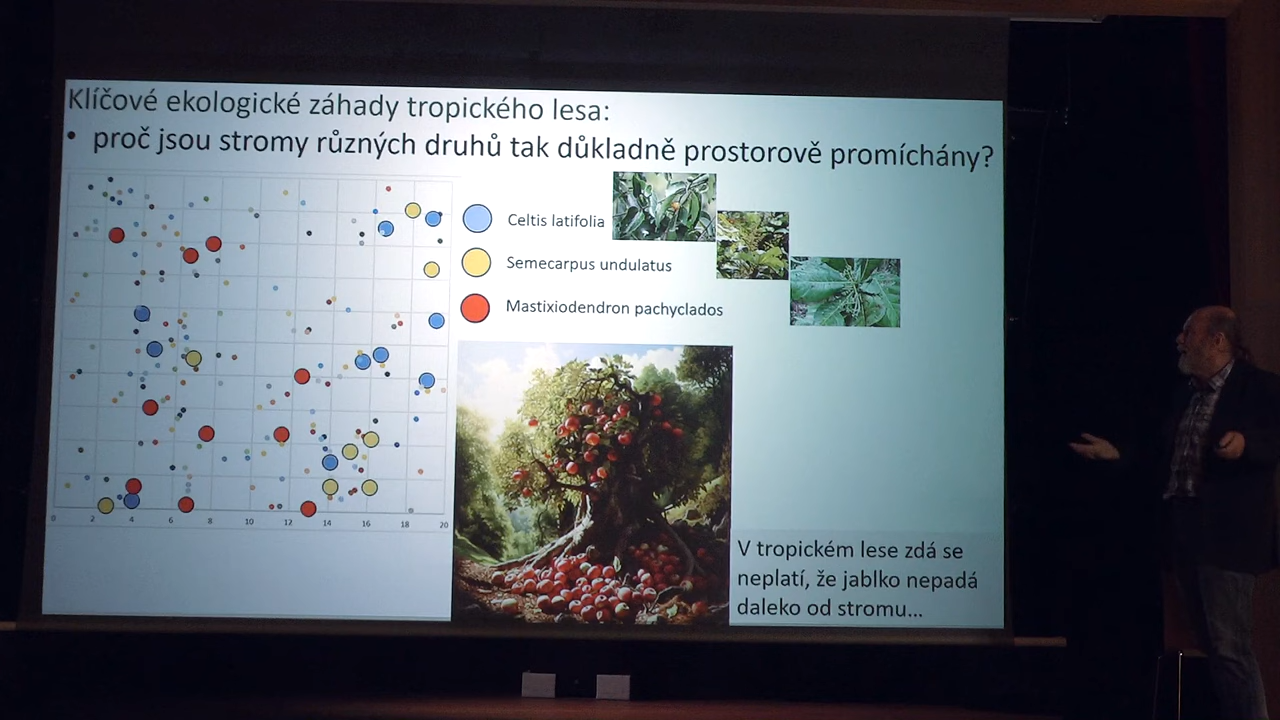 Klíčové ekologické záhady tropického lesa:
• proč jsou stromy různých druhů tak důkladně prostorově promíchány?
Celtis latifolia
Semecarpus undulatus
Mastixiodendron pachyclados
0 2 4 6 8 10 12 14 16 18 20
V tropickém lese zdá se
neplatí, že jablko nepadá
daleko od stromu...